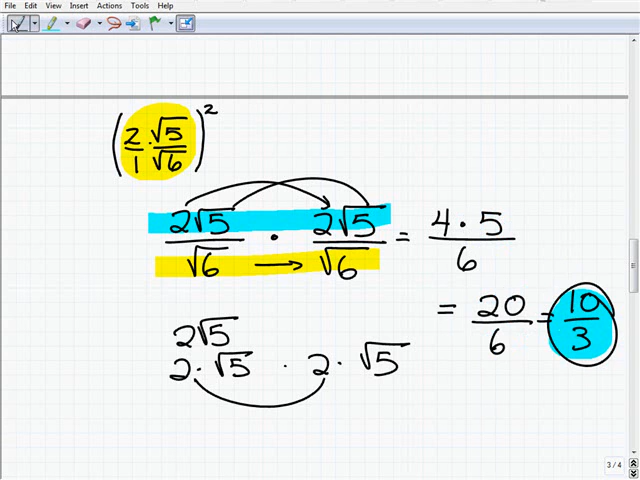 File Edit View Insert Actions Tools Help
(2/1 · √5/√6)²
2√5/√6 · 2√5/√6 = 4 · 5/6
= 20/6 = 10/3
2√5
2 · √5 · 2 · √5
3 / 4